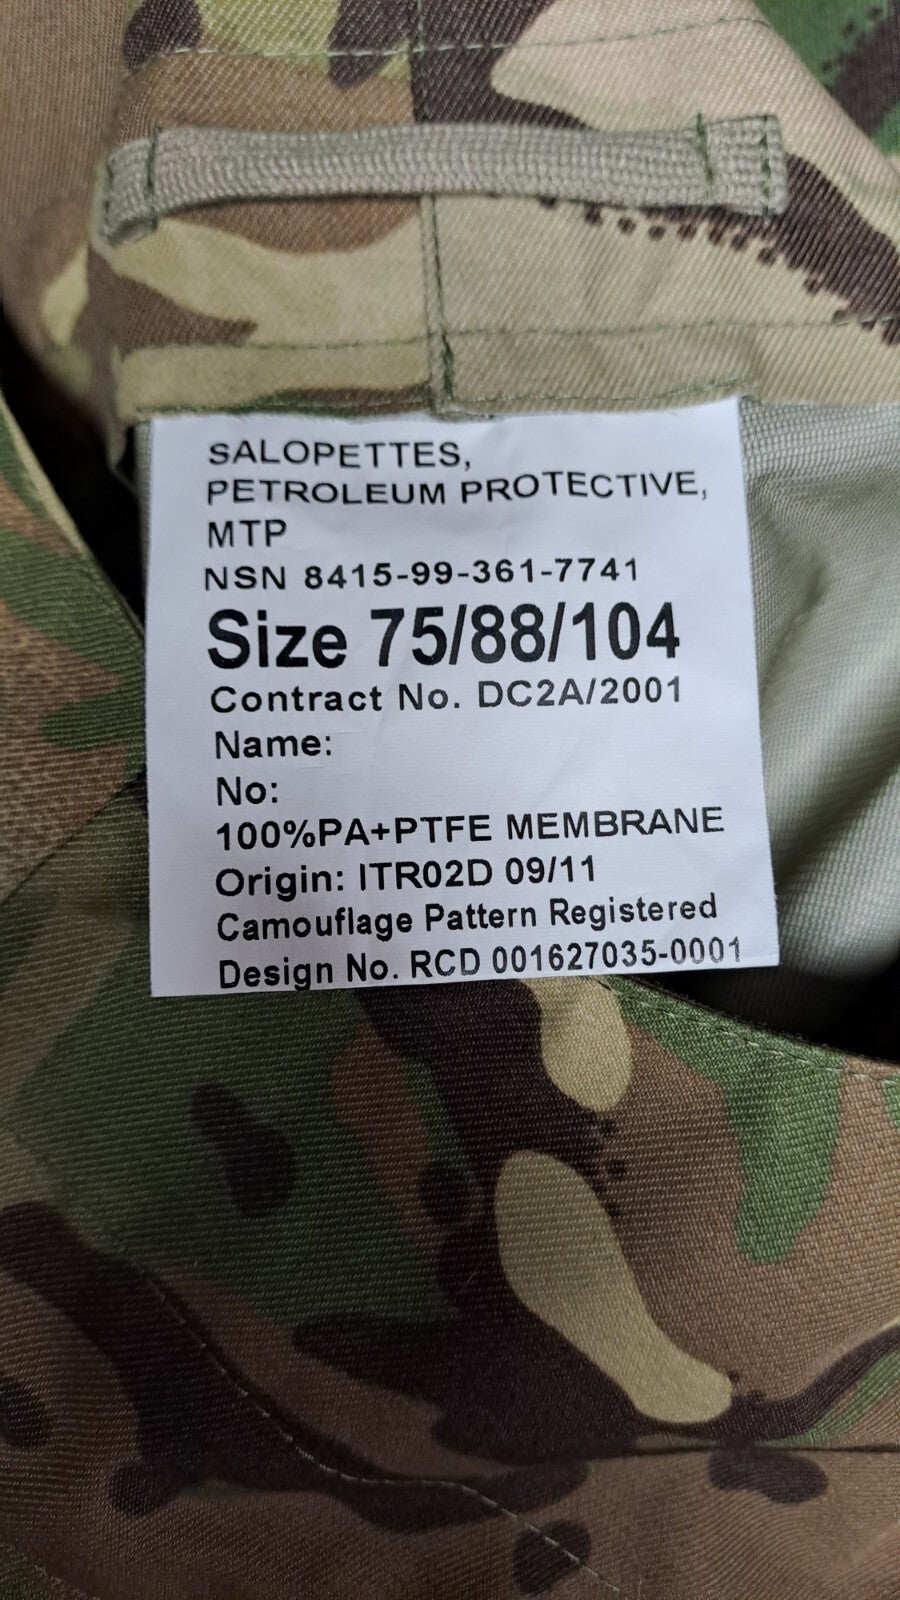 SALOPETTES,
PETROLEUM PROTECTIVE,
MTP
NSN 8415-99-361-7741
Size 75/88/104
Contract No. DC2A/2001
Name:
No:
100%PA+PTFE MEMBRANE
Origin: ITR02D 09/11
Camouflage Pattern Registered
Design No. RCD 001627035-0001